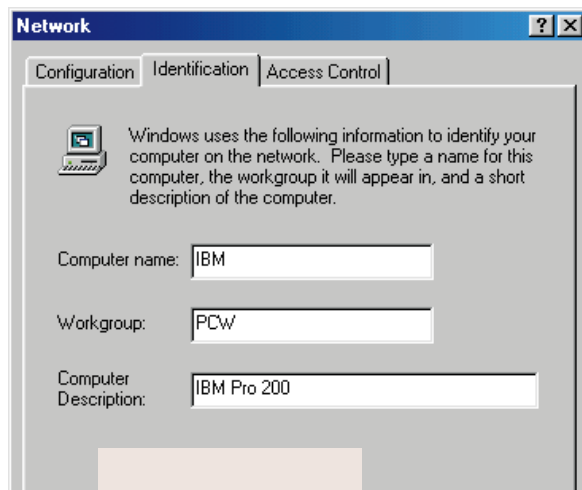 Network
Configuration Identification Access Control
Windows uses the following information to identify your
computer on the network. Please type a name for this
computer, the workgroup it will appear in, and a short
description of the computer.
Computer name: IBM
Workgroup: PCW
Computer
Description: IBM Pro 200